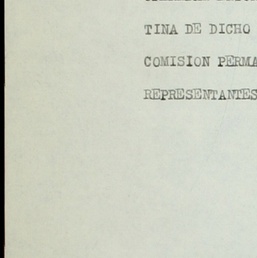 TINA DE DICHO
COMISION PERMA
REPRESENTANTES